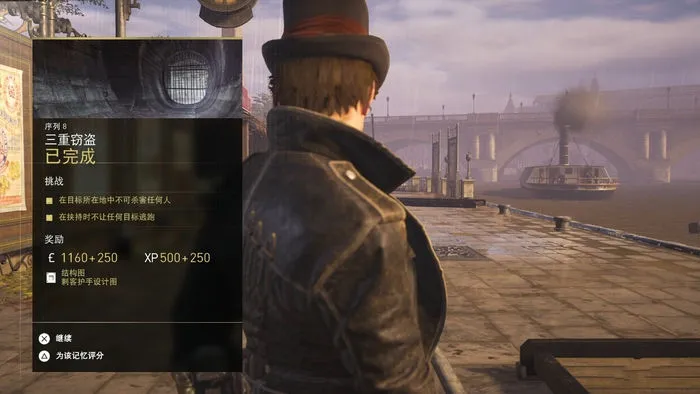 序列 8
三重窃盗
已完成
挑战
在目标所在地中不可杀害任何人
在挟持时不让任何目标逃跑
奖励
£ 1160+250 XP 500+250
结构图
刺客护手设计图
继续
为该记忆评分